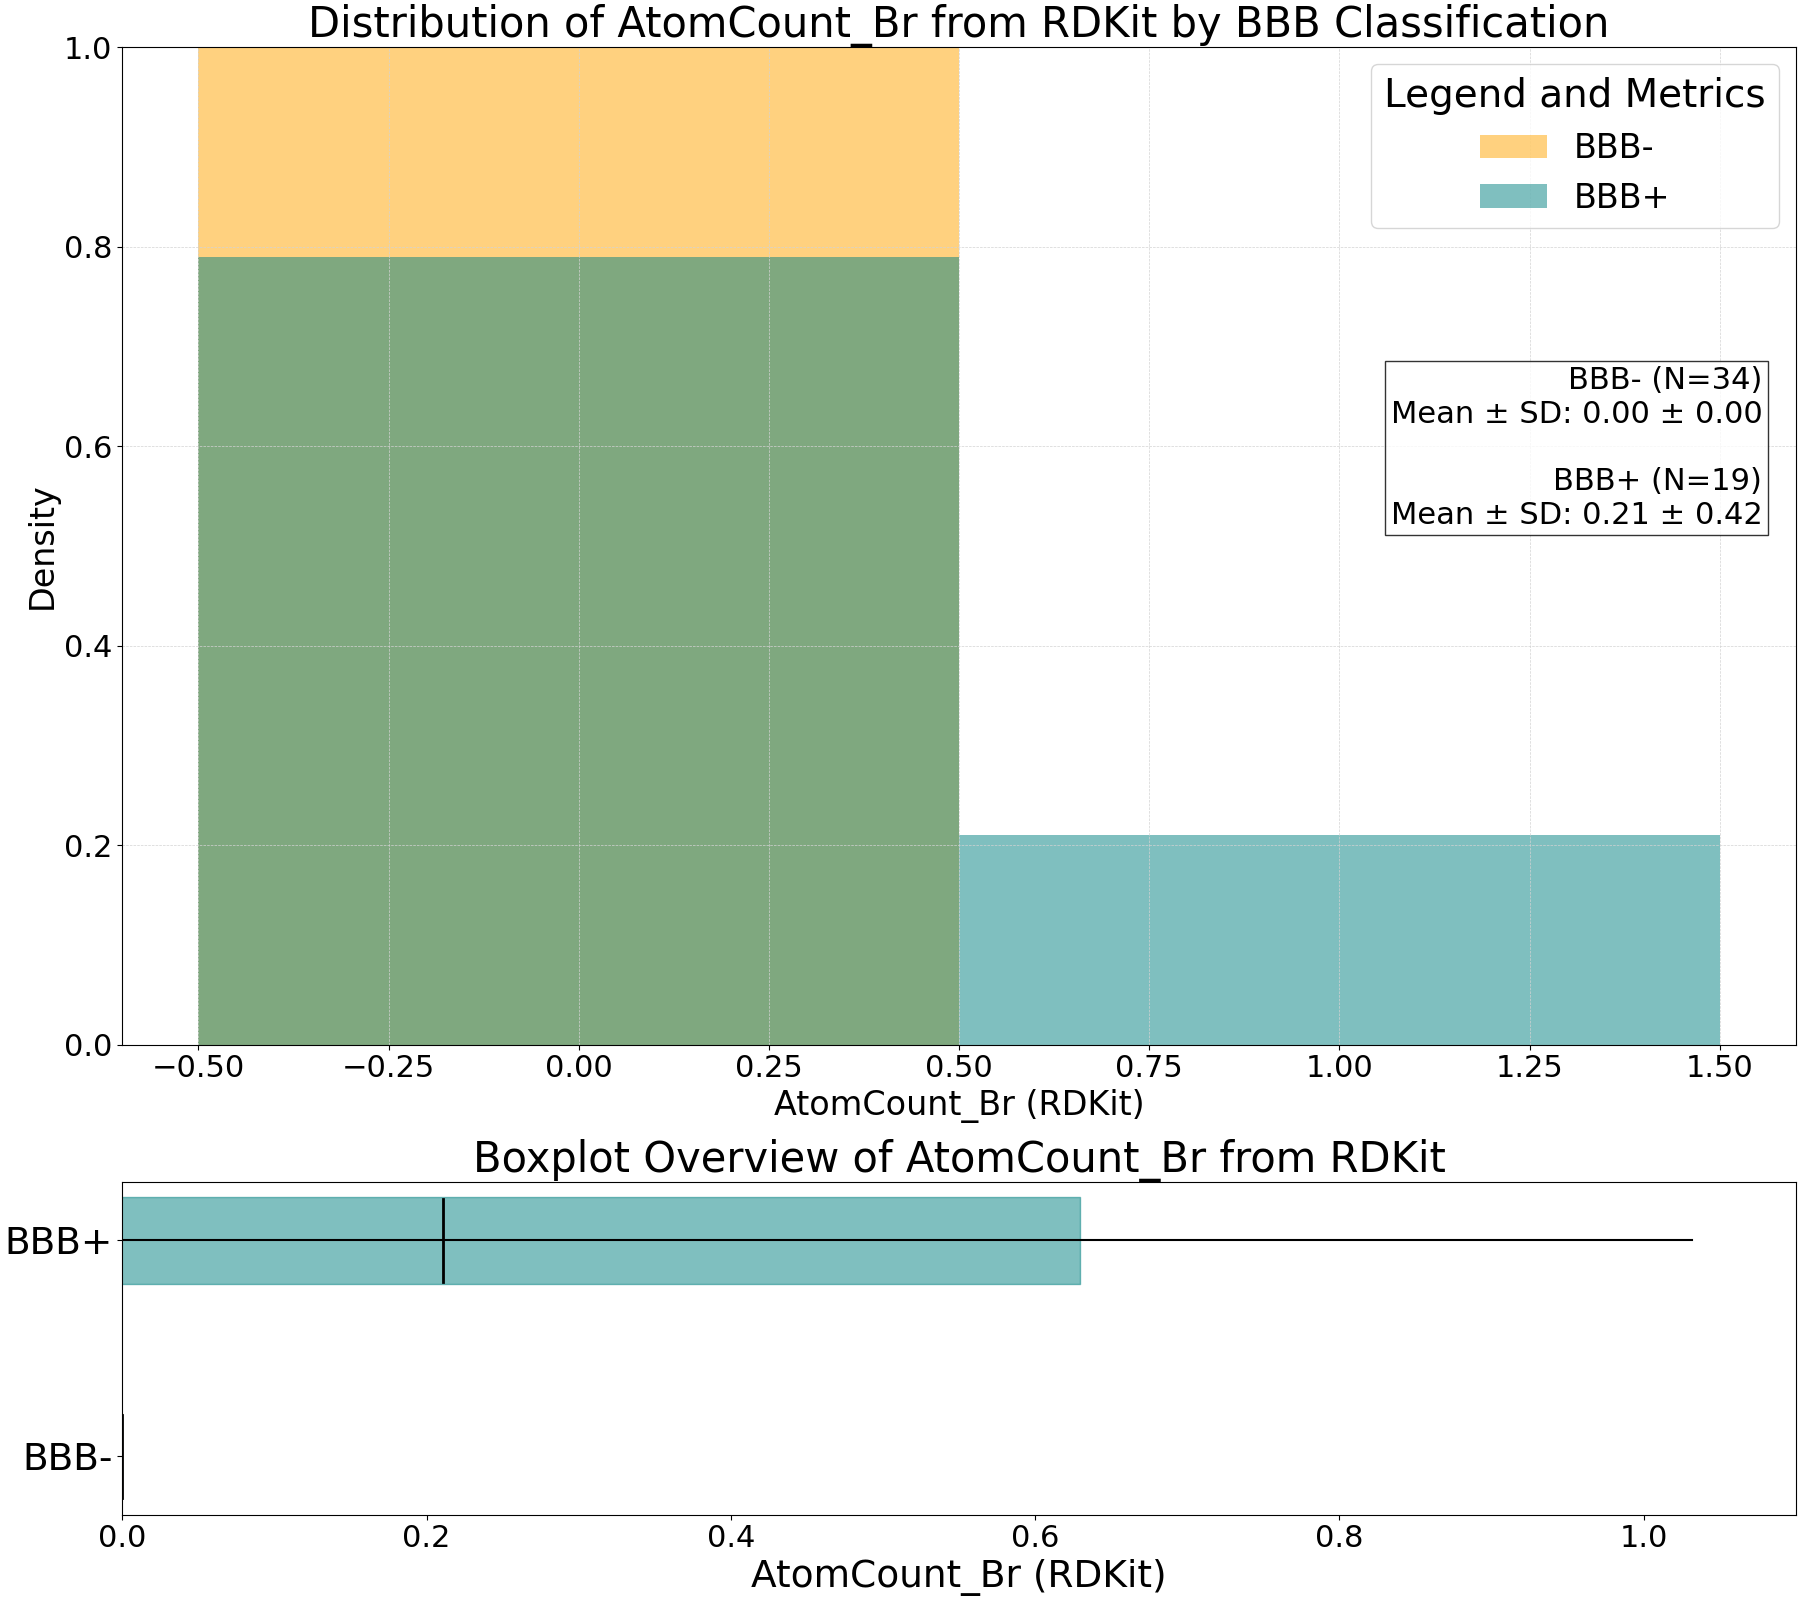 Distribution of AtomCount_Br from RDKit by BBB Classification
1.0
0.8
0.6
0.4
0.2
0.0
Density
Legend and Metrics
BBB-
BBB+
BBB- (N=34)
Mean ± SD: 0.00 ± 0.00
BBB+ (N=19)
Mean ± SD: 0.21 ± 0.42
−0.50 −0.25 0.00 0.25 0.50 0.75 1.00 1.25 1.50
AtomCount_Br (RDKit)
Boxplot Overview of AtomCount_Br from RDKit
BBB+
BBB-
0.0 0.2 0.4 0.6 0.8 1.0
AtomCount_Br (RDKit)